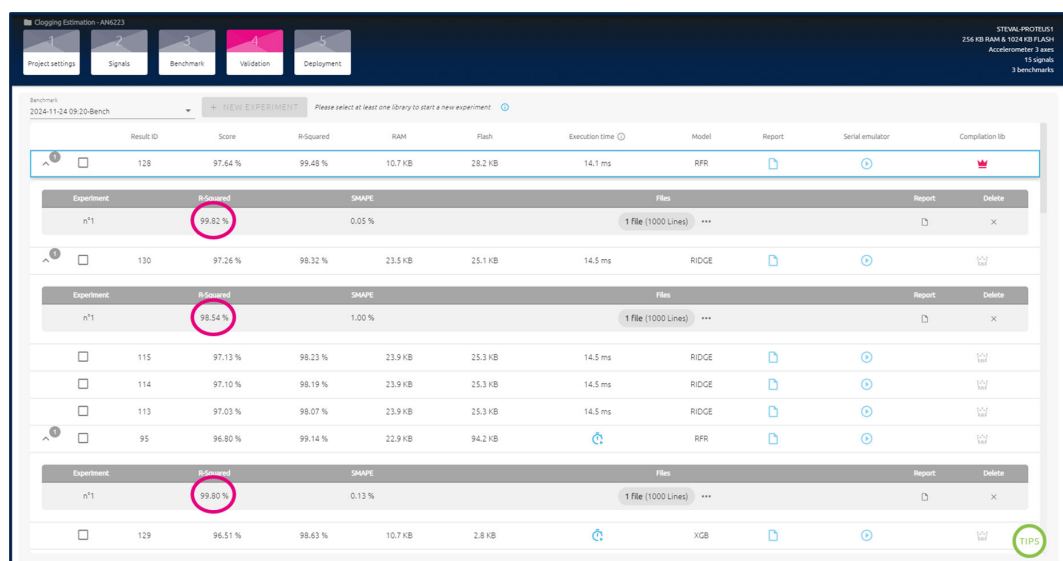 Clogging Estimation - AN6223
1 2 3 4 5
Project settings Signals Benchmark Validation Deployment
STEVAL-PROTEUS1
256 KB RAM & 1024 KB FLASH
Accelerometer 3 axes
15 signals
3 benchmarks
Benchmark
2024-11-24 09:20-Bench + NEW EXPERIMENT Please select at least one library to start a new experiment
Result ID Score R-Squared RAM Flash Execution time Model Report Serial emulator Compilation lib
1 128 97.64 % 99.48 % 10.7 KB 28.2 KB 14.1 ms RFR
Experiment R-Squared SMAPE Files Report Delete
n°1 99.82 % 0.05 % 1 file (1000 Lines) •••
1 130 97.26 % 98.32 % 23.5 KB 25.1 KB 14.5 ms RIDGE
Experiment R-Squared SMAPE Files Report Delete
n°1 98.54 % 1.00 % 1 file (1000 Lines) •••
115 97.13 % 98.23 % 23.9 KB 25.3 KB 14.5 ms RIDGE
114 97.10 % 98.19 % 23.9 KB 25.3 KB 14.5 ms RIDGE
113 97.03 % 98.07 % 23.9 KB 25.3 KB 14.5 ms RIDGE
1 95 96.80 % 99.14 % 22.9 KB 94.2 KB RFR
Experiment R-Squared SMAPE Files Report Delete
n°1 99.80 % 0.13 % 1 file (1000 Lines) •••
129 96.51 % 98.63 % 10.7 KB 2.8 KB XGB
TIPS